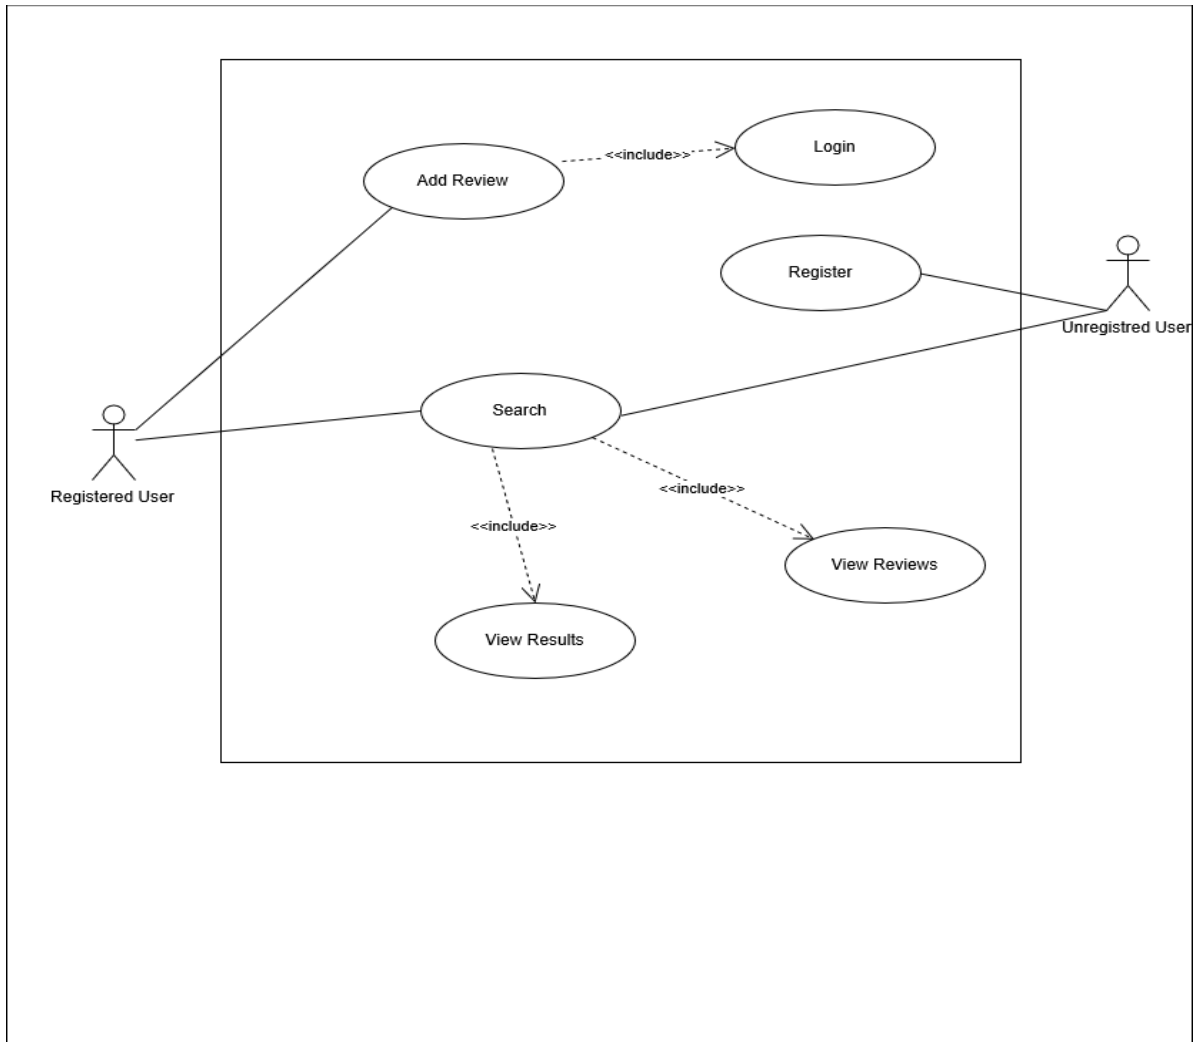 Login
<<include>>
Add Review
Register
Unregistred User
Search
<<include>>
Registered User
<<include>>
View Reviews
View Results